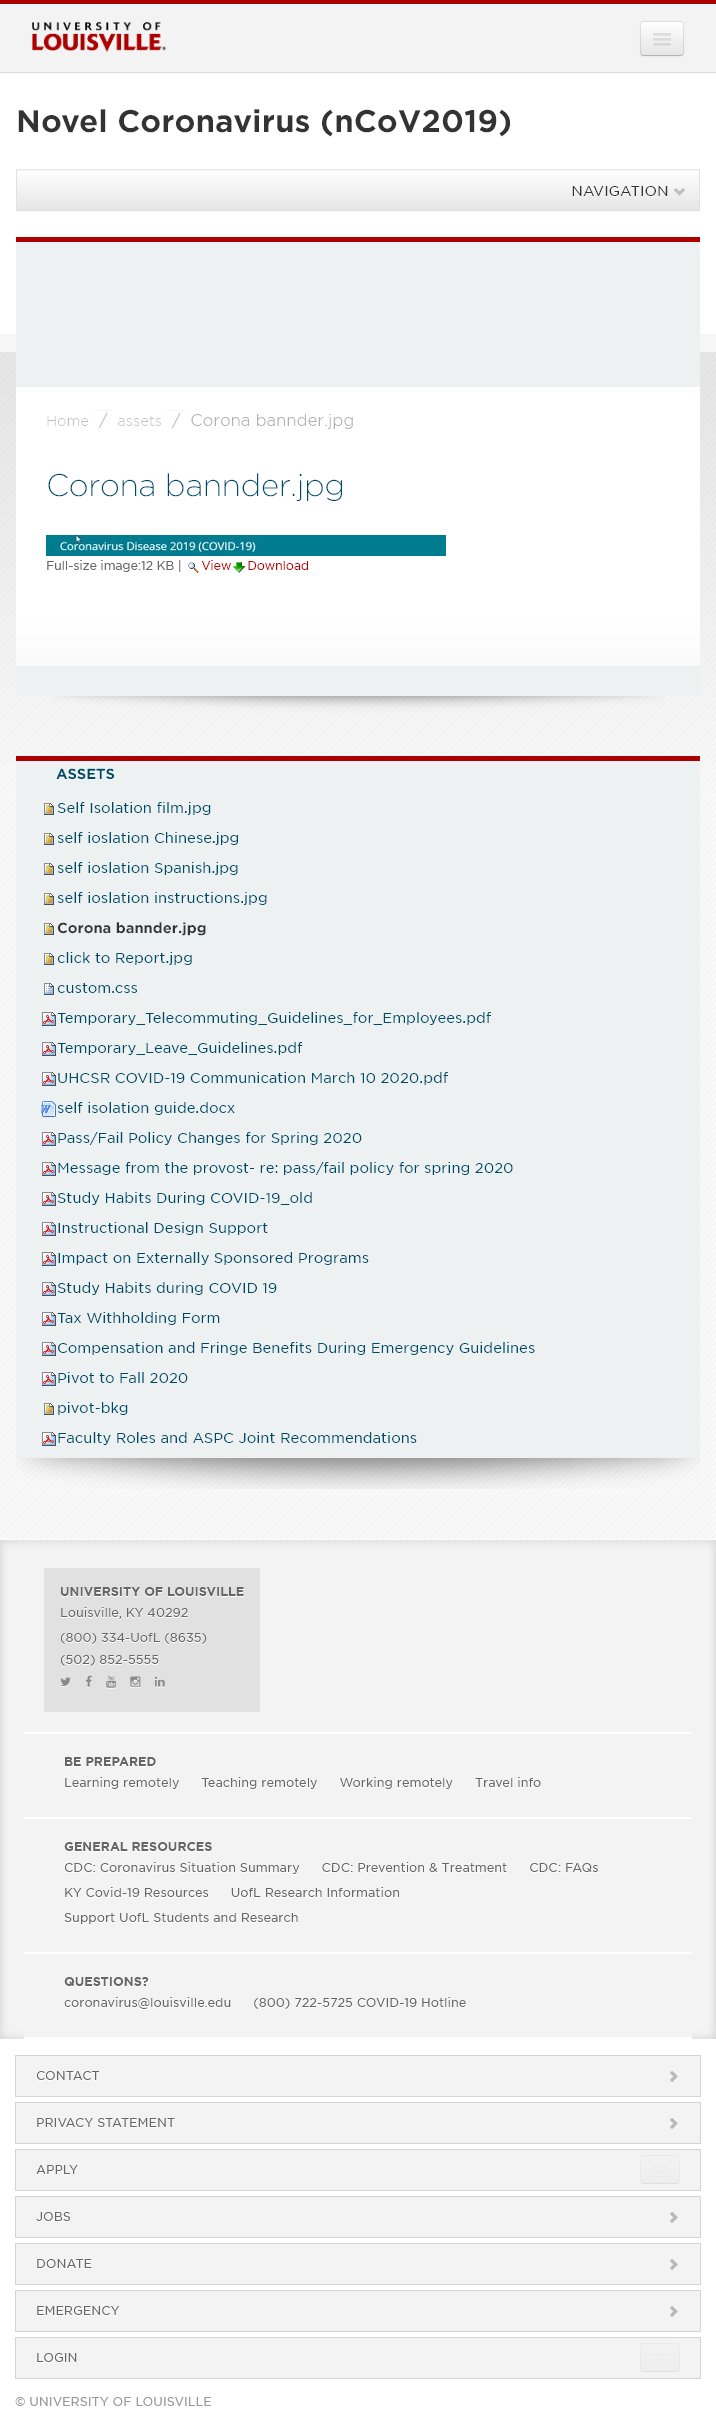 UNIVERSITY OF
LOUISVILLE.
Novel Coronavirus (nCoV2019)
NAVIGATION
Home / assets / Corona bannder.jpg
Corona bannder.jpg
Coronavirus Disease 2019 (COVID-19)
Full-size image:12 KB | View Download
ASSETS
Self Isolation film.jpg
self ioslation Chinese.jpg
self ioslation Spanish.jpg
self ioslation instructions.jpg
Corona bannder.jpg
click to Report.jpg
custom.css
Temporary_Telecommuting_Guidelines_for_Employees.pdf
Temporary_Leave_Guidelines.pdf
UHCSR COVID-19 Communication March 10 2020.pdf
self isolation guide.docx
Pass/Fail Policy Changes for Spring 2020
Message from the provost- re: pass/fail policy for spring 2020
Study Habits During COVID-19_old
Instructional Design Support
Impact on Externally Sponsored Programs
Study Habits during COVID 19
Tax Withholding Form
Compensation and Fringe Benefits During Emergency Guidelines
Pivot to Fall 2020
pivot-bkg
Faculty Roles and ASPC Joint Recommendations
UNIVERSITY OF LOUISVILLE
Louisville, KY 40292
(800) 334-UofL (8635)
(502) 852-5555
BE PREPARED
Learning remotely Teaching remotely Working remotely Travel info
GENERAL RESOURCES
CDC: Coronavirus Situation Summary CDC: Prevention & Treatment CDC: FAQs
KY Covid-19 Resources UofL Research Information
Support UofL Students and Research
QUESTIONS?
coronavirus@louisville.edu (800) 722-5725 COVID-19 Hotline
CONTACT
PRIVACY STATEMENT
APPLY
JOBS
DONATE
EMERGENCY
LOGIN
© UNIVERSITY OF LOUISVILLE